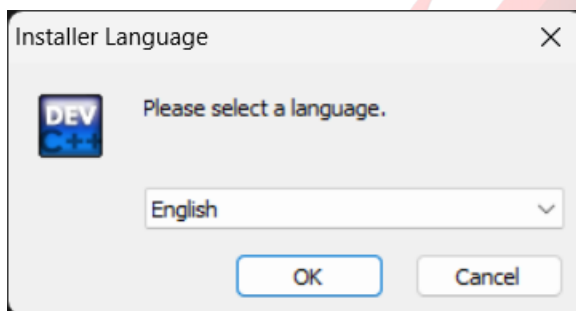 Installer Language
DEV
C++
Please select a language.
English
OK
Cancel